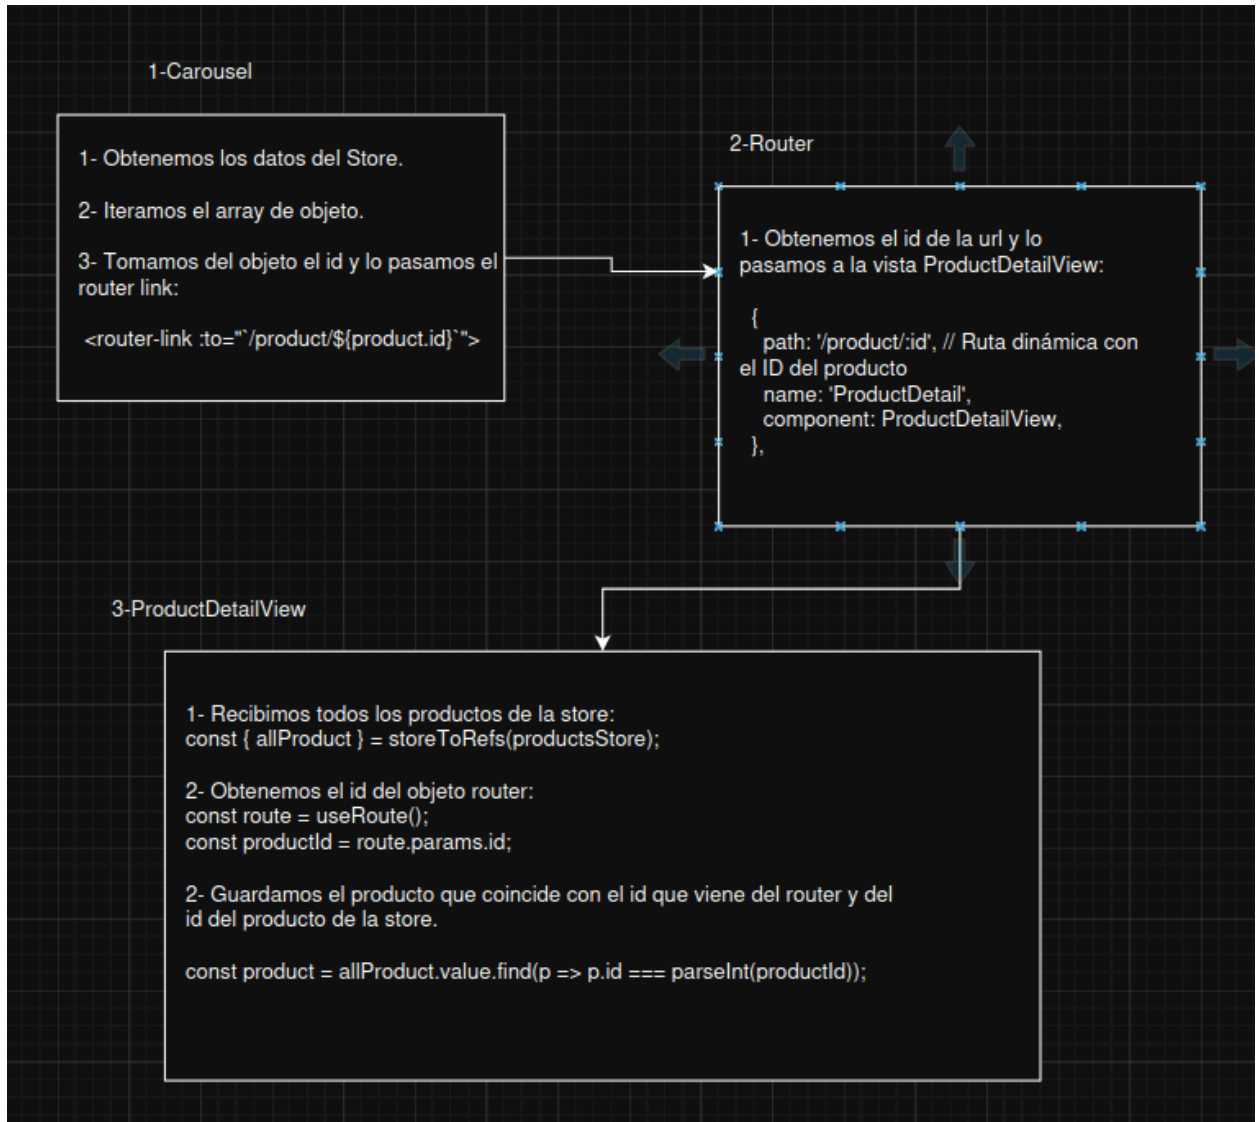 1-Carousel
1- Obtenemos los datos del Store.
2- Iteramos el array de objeto.
3- Tomamos del objeto el id y lo pasamos el
router link:
<router-link :to="`/product/${product.id}`">
2-Router
1- Obtenemos el id de la url y lo
pasamos a la vista ProductDetailView:
{
path: '/product/:id', // Ruta dinámica con
el ID del producto
name: 'ProductDetail',
component: ProductDetailView,
},
3-ProductDetailView
1- Recibimos todos los productos de la store:
const { allProduct } = storeToRefs(productsStore);
2- Obtenemos el id del objeto router:
const route = useRoute();
const productId = route.params.id;
2- Guardamos el producto que coincide con el id que viene del router y del
id del producto de la store.
const product = allProduct.value.find(p => p.id === parseInt(productId));